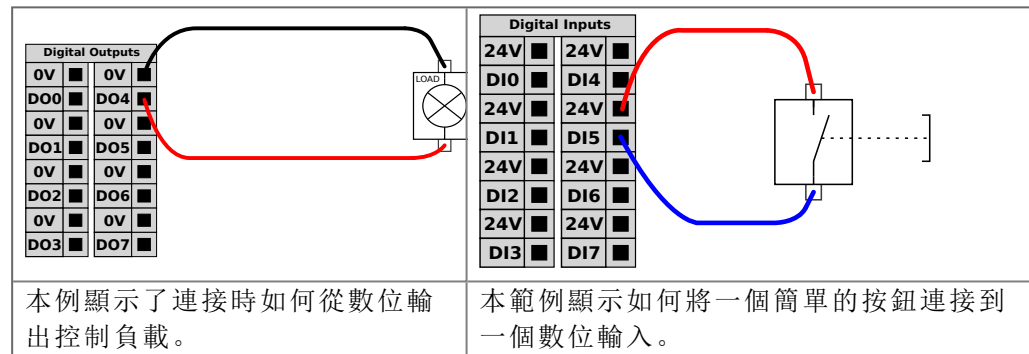 Digital Outputs
0V 0V
DO0 DO4
0V 0V
DO1 DO5
0V 0V
DO2 DO6
0V 0V
DO3 DO7
LOAD
Digital Inputs
24V 24V
DI0 DI4
24V 24V
DI1 DI5
24V 24V
DI2 DI6
24V 24V
DI3 DI7
本例顯示了連接時如何從數位輸
出控制負載。
本範例顯示如何將一個簡單的按鈕連接到
一個數位輸入。